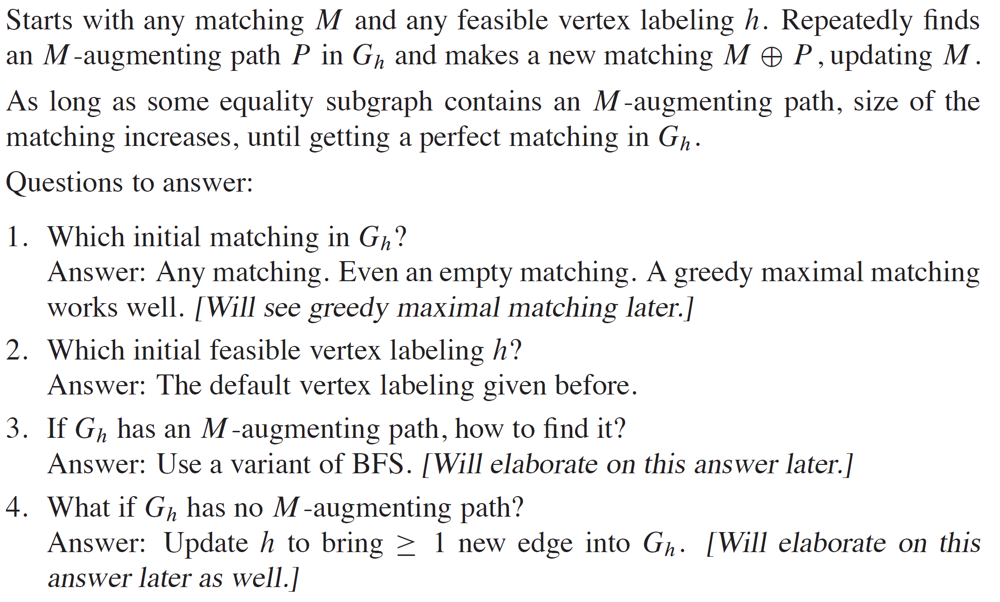 Starts with any matching M and any feasible vertex labeling h. Repeatedly finds
an M-augmenting path P in G_h and makes a new matching M ⊕ P, updating M.
As long as some equality subgraph contains an M-augmenting path, size of the
matching increases, until getting a perfect matching in G_h.
Questions to answer:
1. Which initial matching in G_h?
Answer: Any matching. Even an empty matching. A greedy maximal matching
works well. [Will see greedy maximal matching later.]
2. Which initial feasible vertex labeling h?
Answer: The default vertex labeling given before.
3. If G_h has an M-augmenting path, how to find it?
Answer: Use a variant of BFS. [Will elaborate on this answer later.]
4. What if G_h has no M-augmenting path?
Answer: Update h to bring ≥ 1 new edge into G_h. [Will elaborate on this
answer later as well.]